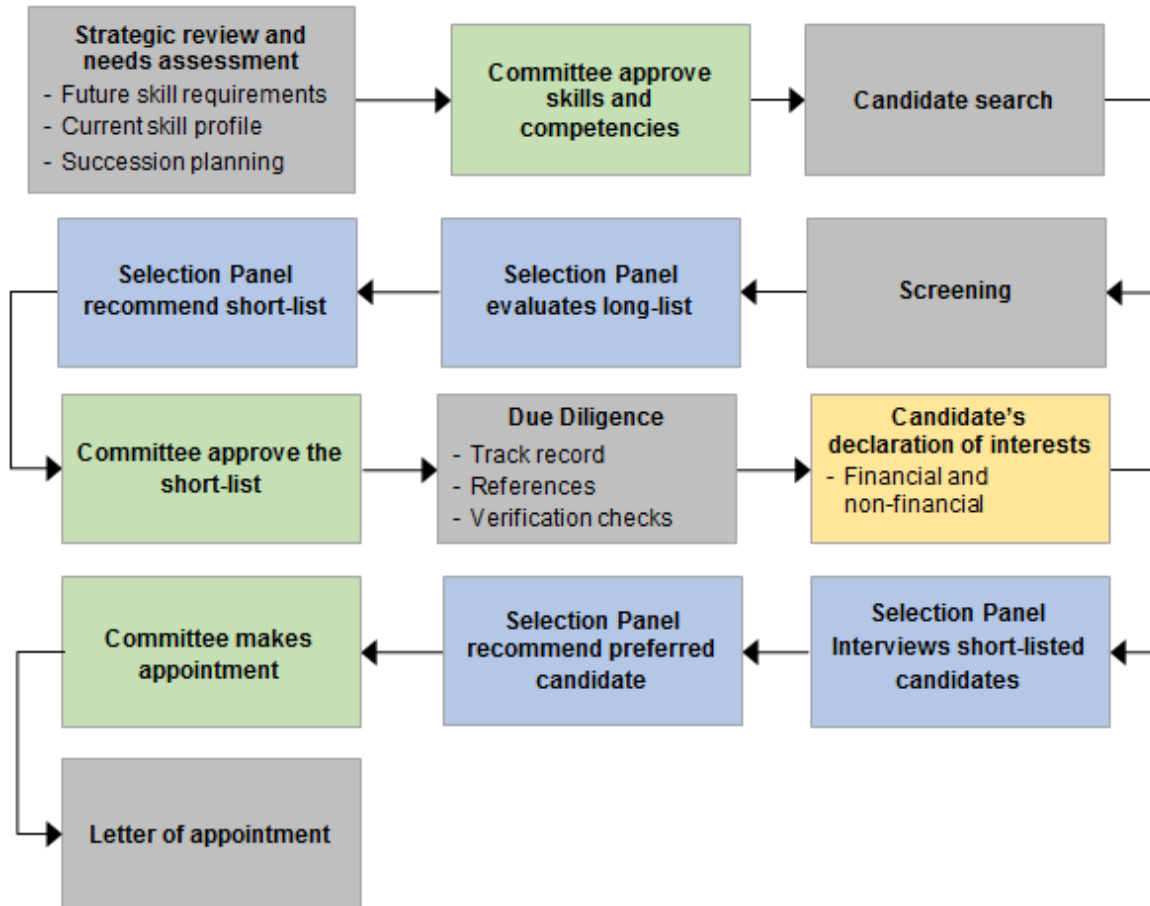 Strategic review and
needs assessment
- Future skill requirements
- Current skill profile
- Succession planning
Committee approve
skills and
competencies
Candidate search
Screening
Selection Panel
evaluates long-list
Selection Panel
recommend short-list
Committee approve the
short-list
Due Diligence
- Track record
- References
- Verification checks
Candidate's
declaration of interests
- Financial and
non-financial
Selection Panel
Interviews short-listed
candidates
Selection Panel
recommend preferred
candidate
Committee makes
appointment
Letter of appointment